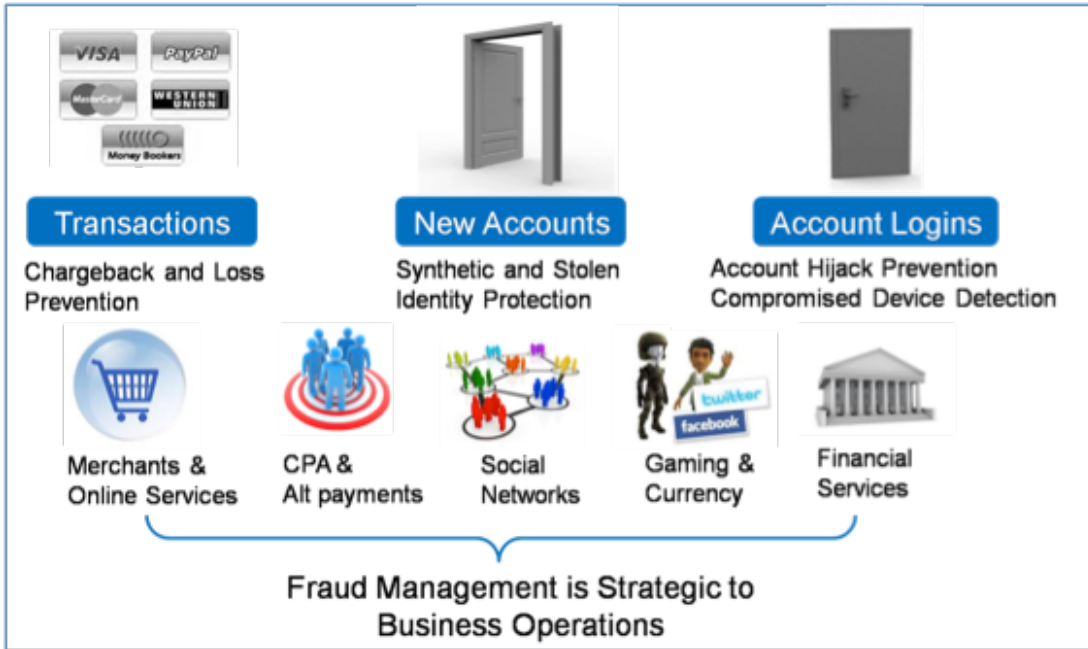 VISA
PayPal
MasterCard
WESTERN
UNION
Money Bookers
Transactions
New Accounts
Account Logins
Chargeback and Loss
Prevention
Synthetic and Stolen
Identity Protection
Account Hijack Prevention
Compromised Device Detection
twitter
facebook
Merchants &
Online Services
CPA &
Alt payments
Social
Networks
Gaming &
Currency
Financial
Services
Fraud Management is Strategic to
Business Operations